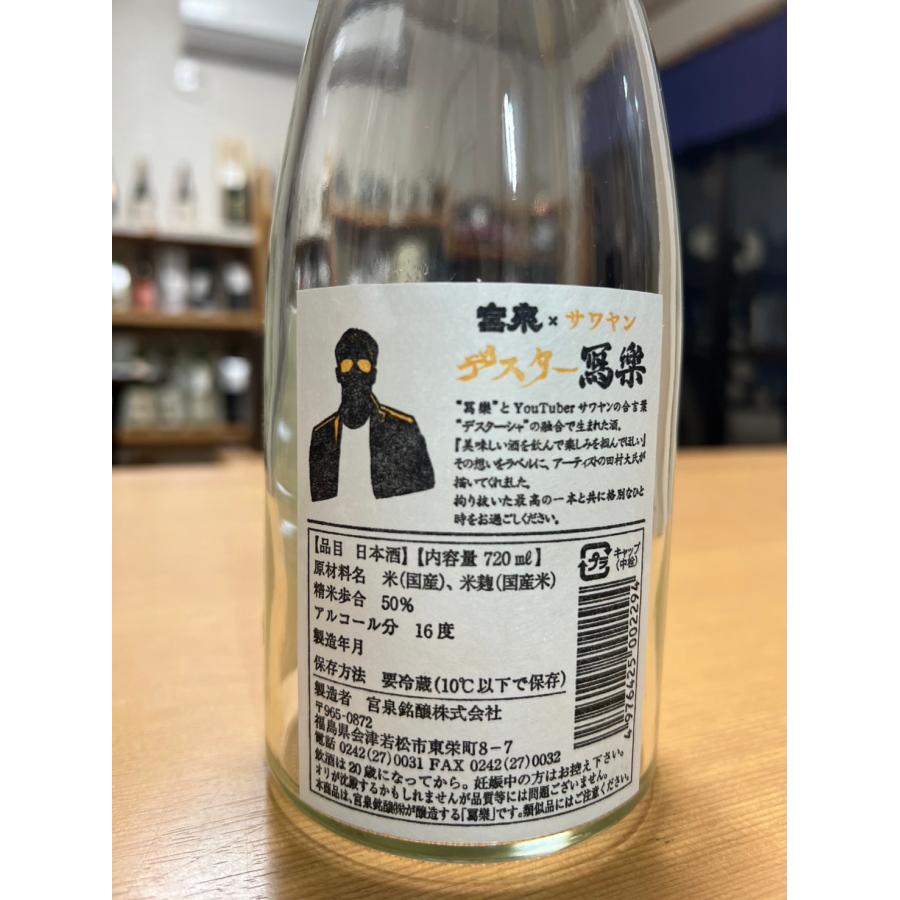 宮泉×サワヤン
デスター冩樂
“冩樂”とYouTuberサワヤンの合言葉
“デスターシャ”の融合で生まれた酒。
『美味しい酒を飲んで楽しみを掴んでほしい』
その想いをラベルに、アーティストの田村大氏が
描いてくれました。
拘り抜いた最高の一本と共に格別なひと
時をお過ごしください。
【品目 日本酒】【内容量 720㎖】
原材料名 米(国産)、米麹(国産米)
精米歩合 50%
アルコール分 16度
製造年月
保存方法 要冷蔵(10℃以下で保存)
プラ
キャップ
(中栓)
4976425002294
製造者 宮泉銘醸株式会社
〒965-0872
福島県会津若松市東栄町8-7
電話 0242(27)0031 FAX 0242(27)0032
飲酒は20歳になってから。妊娠中の方はお控え下さい。
オリが沈殿するかもしれませんが品質等には問題ございません。
本商品は、宮泉銘醸㈱が醸造する「冩樂」です。類似品にはご注意ください。